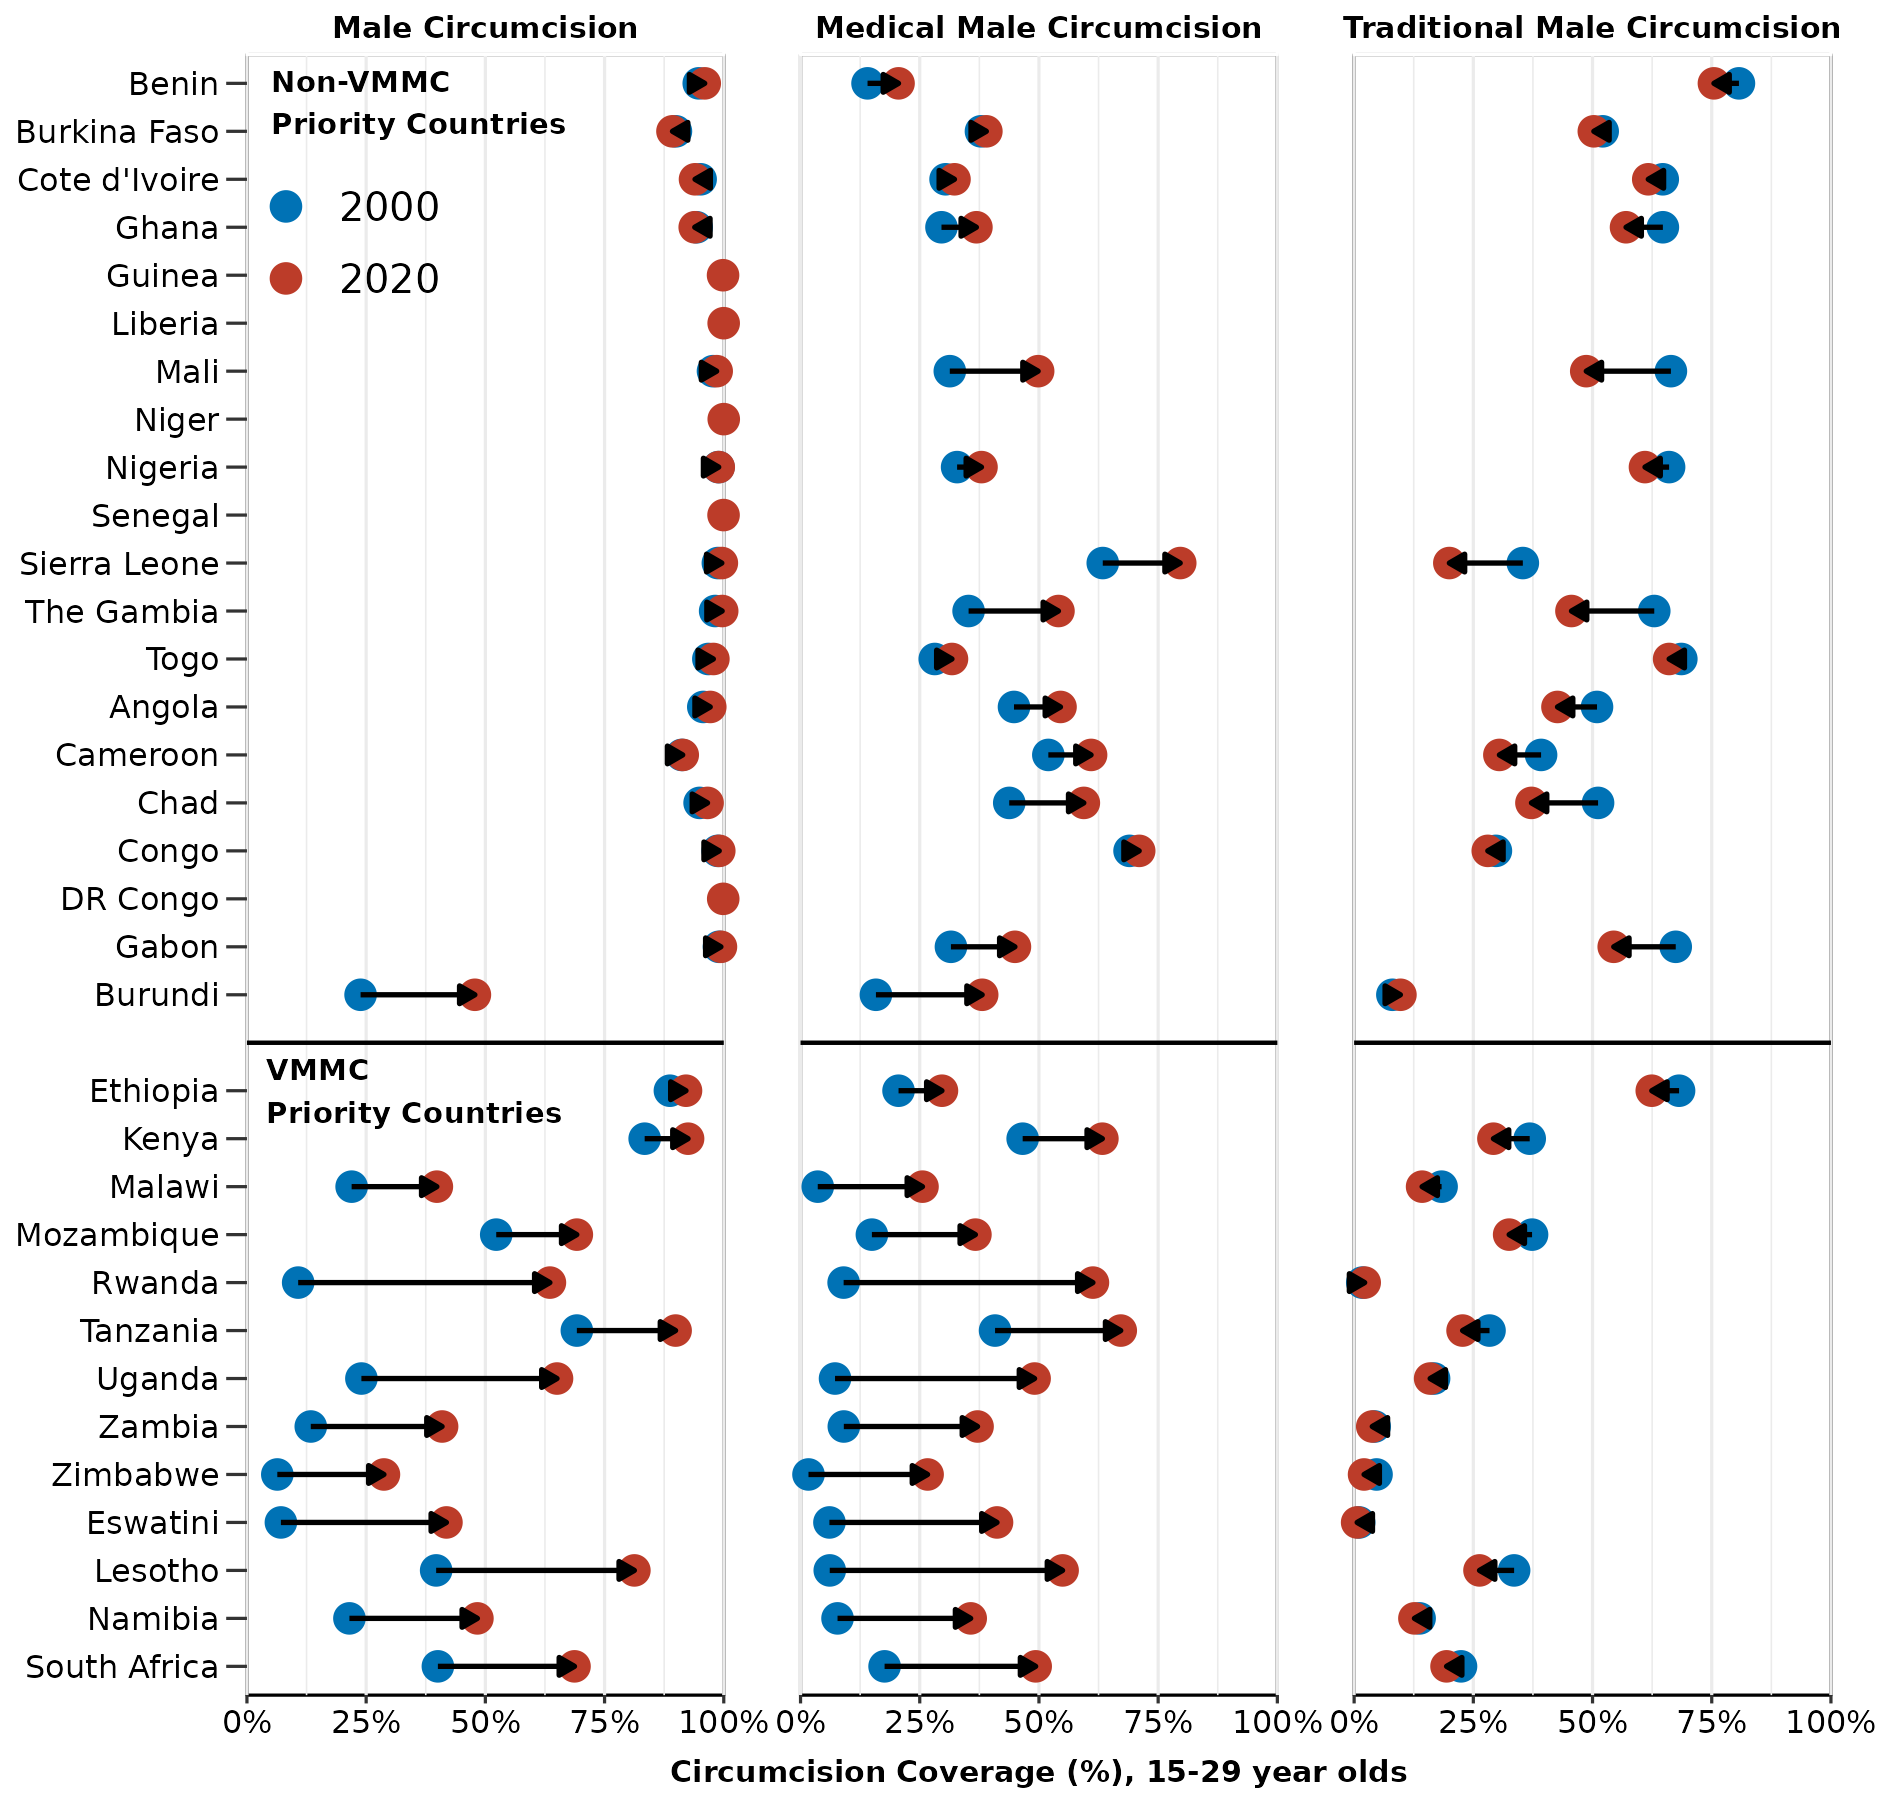 Male Circumcision
Medical Male Circumcision
Traditional Male Circumcision
Non-VMMC
Priority Countries
2000
2020
Benin
Burkina Faso
Cote d'Ivoire
Ghana
Guinea
Liberia
Mali
Niger
Nigeria
Senegal
Sierra Leone
The Gambia
Togo
Angola
Cameroon
Chad
Congo
DR Congo
Gabon
Burundi
VMMC
Priority Countries
Ethiopia
Kenya
Malawi
Mozambique
Rwanda
Tanzania
Uganda
Zambia
Zimbabwe
Eswatini
Lesotho
Namibia
South Africa
0% 25% 50% 75% 100%
0% 25% 50% 75% 100%
0% 25% 50% 75% 100%
Circumcision Coverage (%), 15-29 year olds